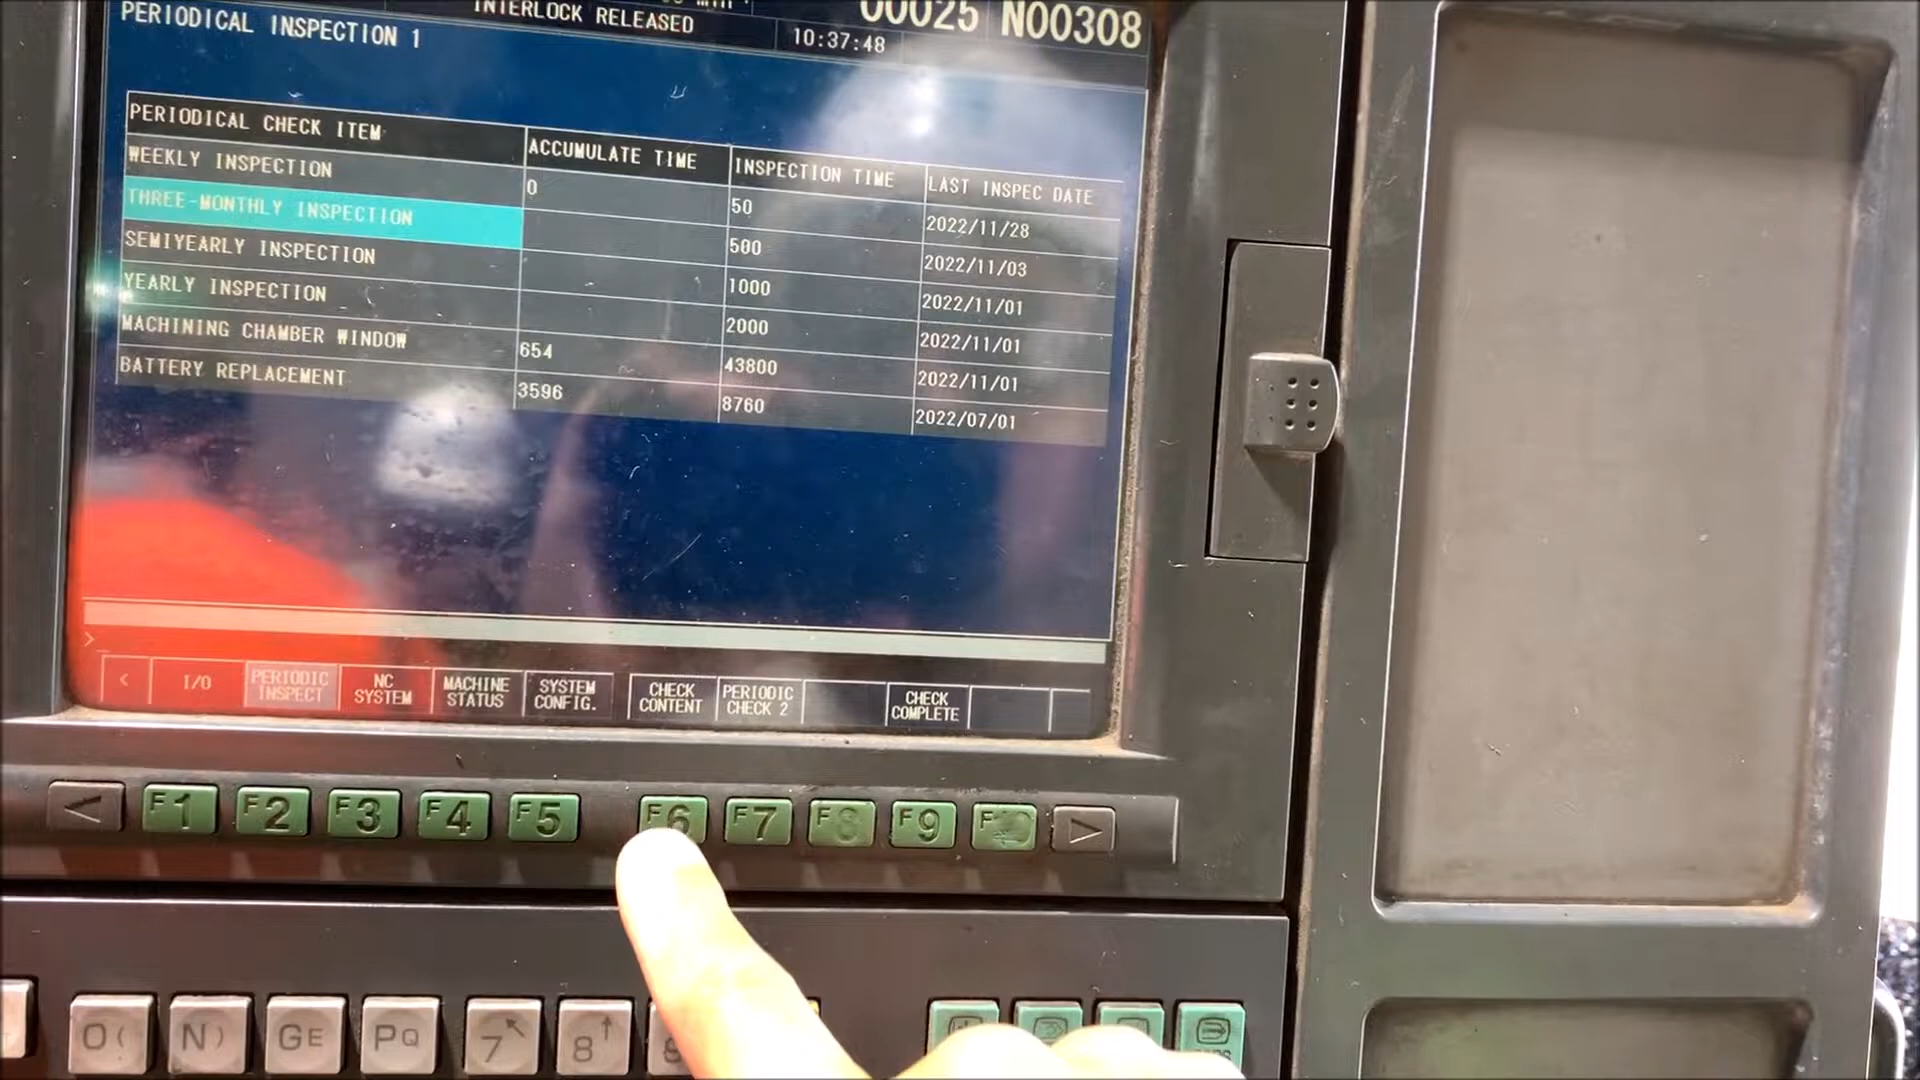 INTERLOCK RELEASED
10:37:48
00025 N00308
PERIODICAL INSPECTION 1
PERIODICAL CHECK ITEM ACCUMULATE TIME INSPECTION TIME LAST INSPEC DATE
WEEKLY INSPECTION 0 50 2022/11/28
THREE-MONTHLY INSPECTION 500 2022/11/03
SEMIYEARLY INSPECTION 1000 2022/11/01
YEARLY INSPECTION 2000 2022/11/01
MACHINING CHAMBER WINDOW 654 43800 2022/11/01
BATTERY REPLACEMENT 3596 8760 2022/07/01
>
< I/O PERIODIC INSPECT NC SYSTEM MACHINE STATUS SYSTEM CONFIG. CHECK CONTENT PERIODIC CHECK 2 CHECK COMPLETE
F1 F2 F3 F4 F5 F6 F7 F8 F9
O( N) GE PQ 7 8